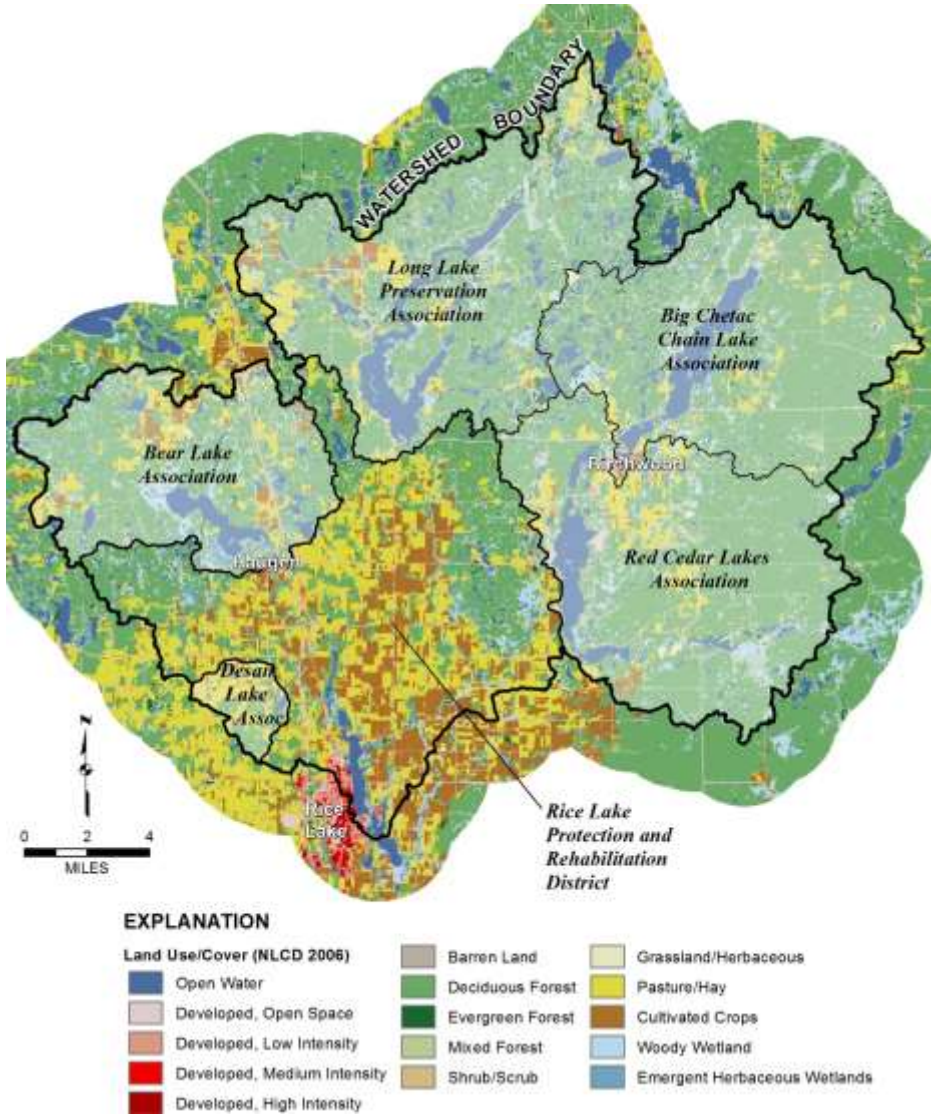 WATERSHED BOUNDARY
Long Lake
Preservation
Association
Big Chetac
Chain Lake
Association
Bear Lake
Association
Birchwood
Red Cedar Lakes
Association
Haugen
Desair
Lake
Assoc
N
Rice
Lake
0 2 4
MILES
Rice Lake
Protection and
Rehabilitation
District
EXPLANATION
Land Use/Cover (NLCD 2006)
Open Water
Developed, Open Space
Developed, Low Intensity
Developed, Medium Intensity
Developed, High Intensity
Barren Land
Deciduous Forest
Evergreen Forest
Mixed Forest
Shrub/Scrub
Grassland/Herbaceous
Pasture/Hay
Cultivated Crops
Woody Wetland
Emergent Herbaceous Wetlands